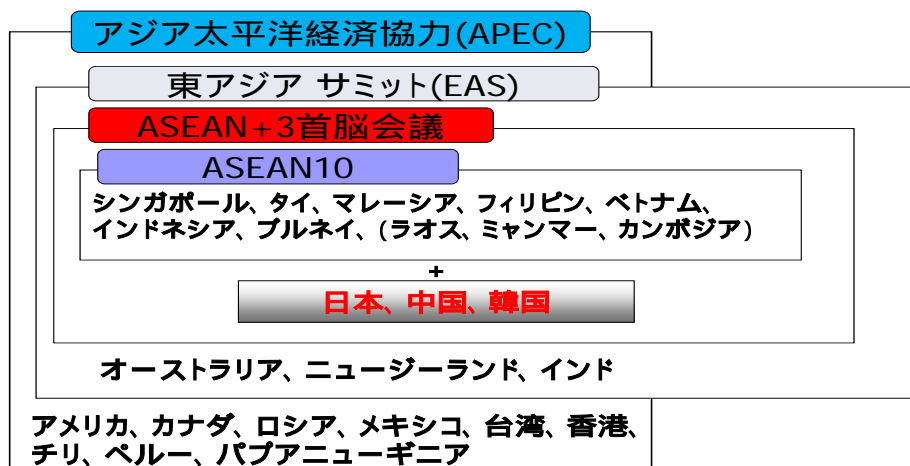 アジア太平洋経済協力(APEC)
東アジア サミット(EAS)
ASEAN+3首脳会議
ASEAN10
シンガポール、タイ、マレーシア、フィリピン、ベトナム、
インドネシア、ブルネイ、(ラオス、ミャンマー、カンボジア)
+
日本、中国、韓国
オーストラリア、ニュージーランド、インド
アメリカ、カナダ、ロシア、メキシコ、台湾、香港、
チリ、ペルー、パプアニューギニア